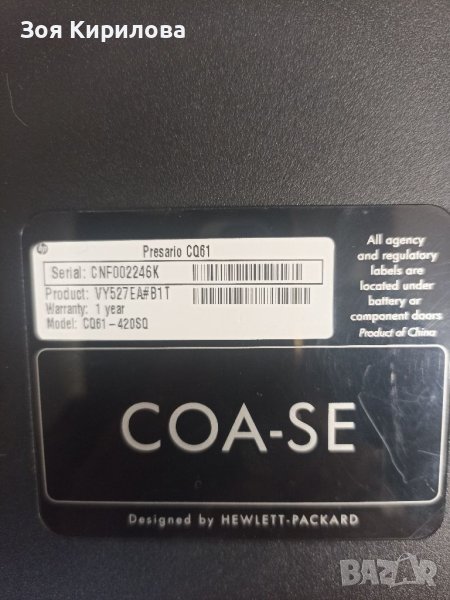 Зоя Кирилова
hp
Presario CQ61
Serial: CNF002246K
Product: VY527EA#B1T
Warranty: 1 year
Model: CQ61-420SQ
All agency
and regulatory
labels are
located under
battery or
component doors
Product of China
COA-SE
Designed by HEWLETT-PACKARD
BAZAR